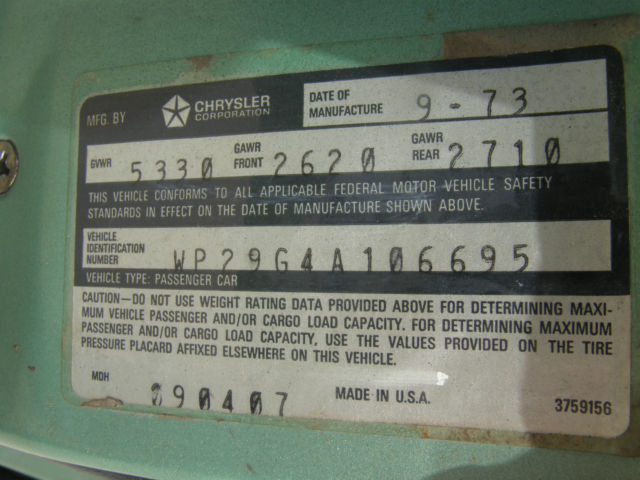 MFG. BY CHRYSLER CORPORATION DATE OF MANUFACTURE 9-73
GVWR 5330 GAWR FRONT 2620 GAWR REAR 2710
THIS VEHICLE CONFORMS TO ALL APPLICABLE FEDERAL MOTOR VEHICLE SAFETY
STANDARDS IN EFFECT ON THE DATE OF MANUFACTURE SHOWN ABOVE.
VEHICLE IDENTIFICATION NUMBER WP29G4A106695
VEHICLE TYPE: PASSENGER CAR
CAUTION—DO NOT USE WEIGHT RATING DATA PROVIDED ABOVE FOR DETERMINING MAXI-
MUM VEHICLE PASSENGER AND/OR CARGO LOAD CAPACITY. FOR DETERMINING MAXIMUM
PASSENGER AND/OR CARGO LOAD CAPACITY, USE THE VALUES PROVIDED ON THE TIRE
PRESSURE PLACARD AFFIXED ELSEWHERE ON THIS VEHICLE.
MDH 090407 MADE IN U.S.A. 3759156